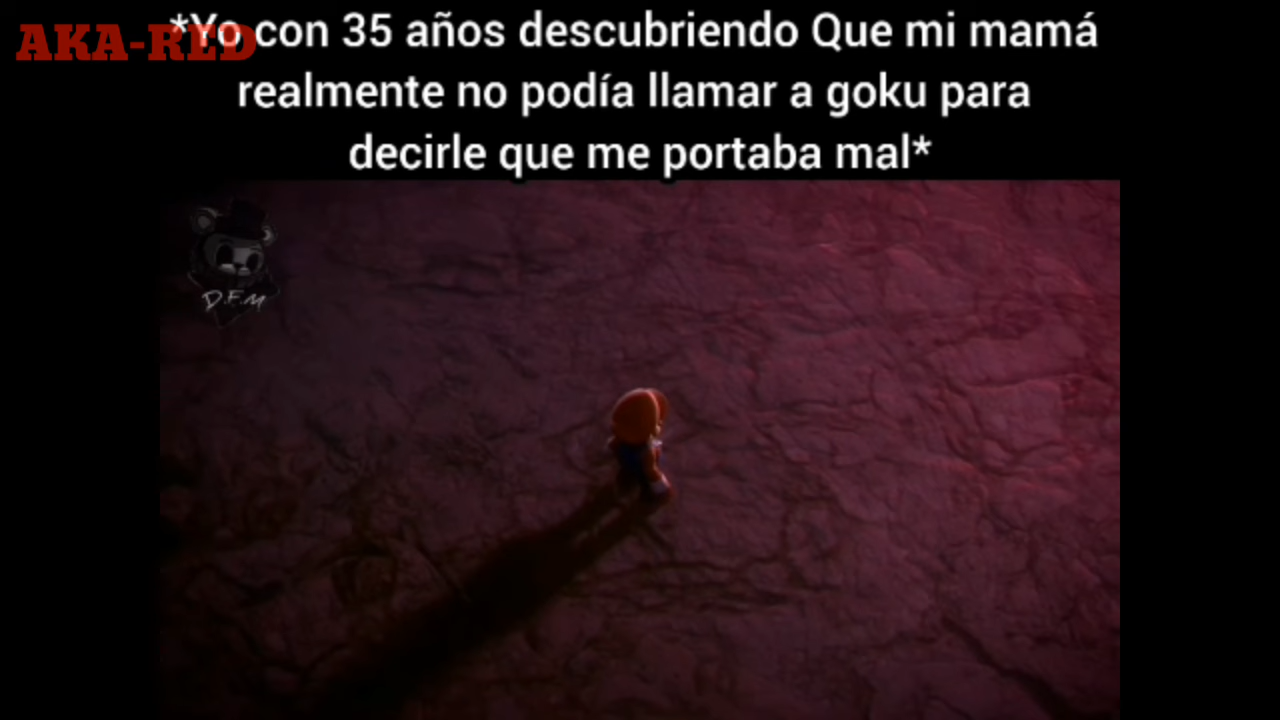 *Yo con 35 años descubriendo Que mi mamá
AKA-RED
realmente no podía llamar a goku para
decirle que me portaba mal*
D.F.M